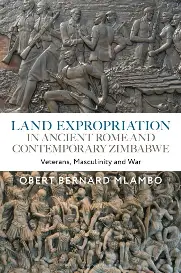 LAND EXPROPRIATION
IN ANCIENT ROME AND
CONTEMPORARY ZIMBABWE
Veterans, Masculinity and War
OBERT BERNARD MLAMBO